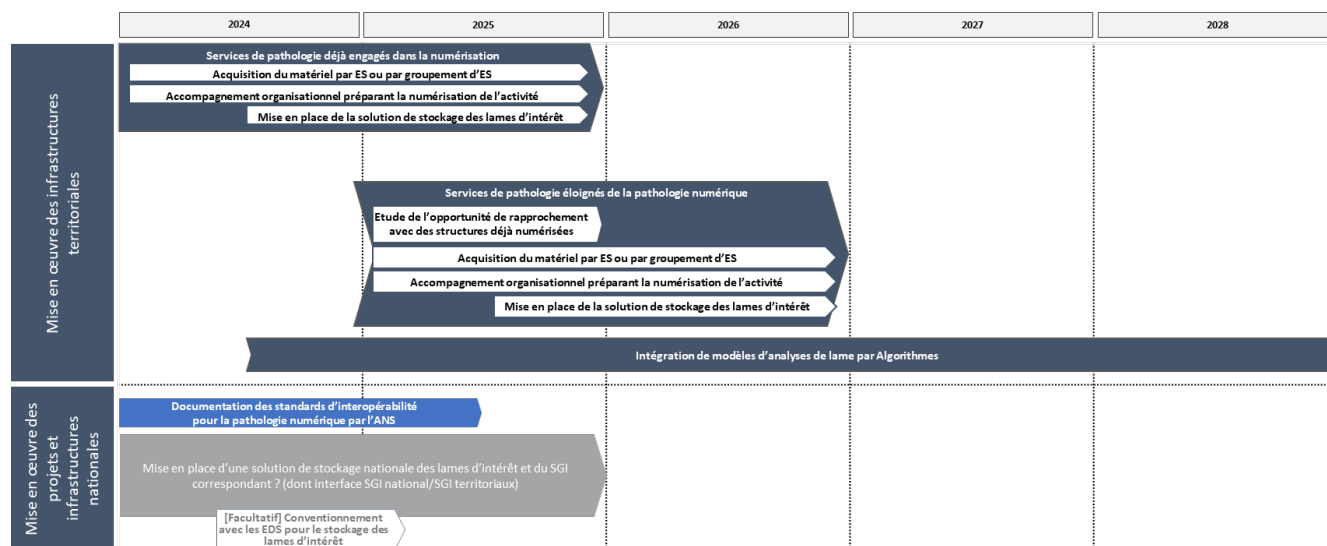 2024
2025
2026
2027
2028
Mise en œuvre des infrastructures
territoriales
Services de pathologie déjà engagés dans la numérisation
Acquisition du matériel par ES ou par groupement d'ES
Accompagnement organisationnel préparant la numérisation de l'activité
Mise en place de la solution de stockage des lames d'intérêt
Services de pathologie éloignés de la pathologie numérique
Etude de l'opportunité de rapprochement
avec des structures déjà numérisées
Acquisition du matériel par ES ou par groupement d'ES
Accompagnement organisationnel préparant la numérisation de l'activité
Mise en place de la solution de stockage des lames d'intérêt
Intégration de modèles d'analyses de lame par Algorithmes
Mise en œuvre des
projets et
infrastructures
nationales
Documentation des standards d'interopérabilité
pour la pathologie numérique par l'ANS
Mise en place d'une solution de stockage nationale des lames d'intérêt et du SGI
correspondant ? (dont interface SGI national/SGI territoriaux)
[Facultatif] Conventionnement
avec les EDS pour le stockage des
lames d'intérêt